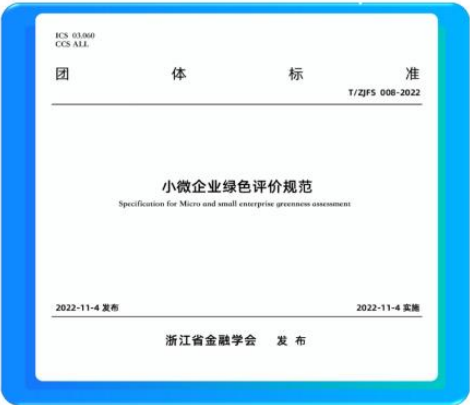 ICS 03.060
CCS ALL
团 体 标 准
T/ZJFS 008-2022
小微企业绿色评价规范
Specification for Micro and small enterprise greenness assessment
2022-11-4 发布 2022-11-4 实施
浙江省金融学会 发 布